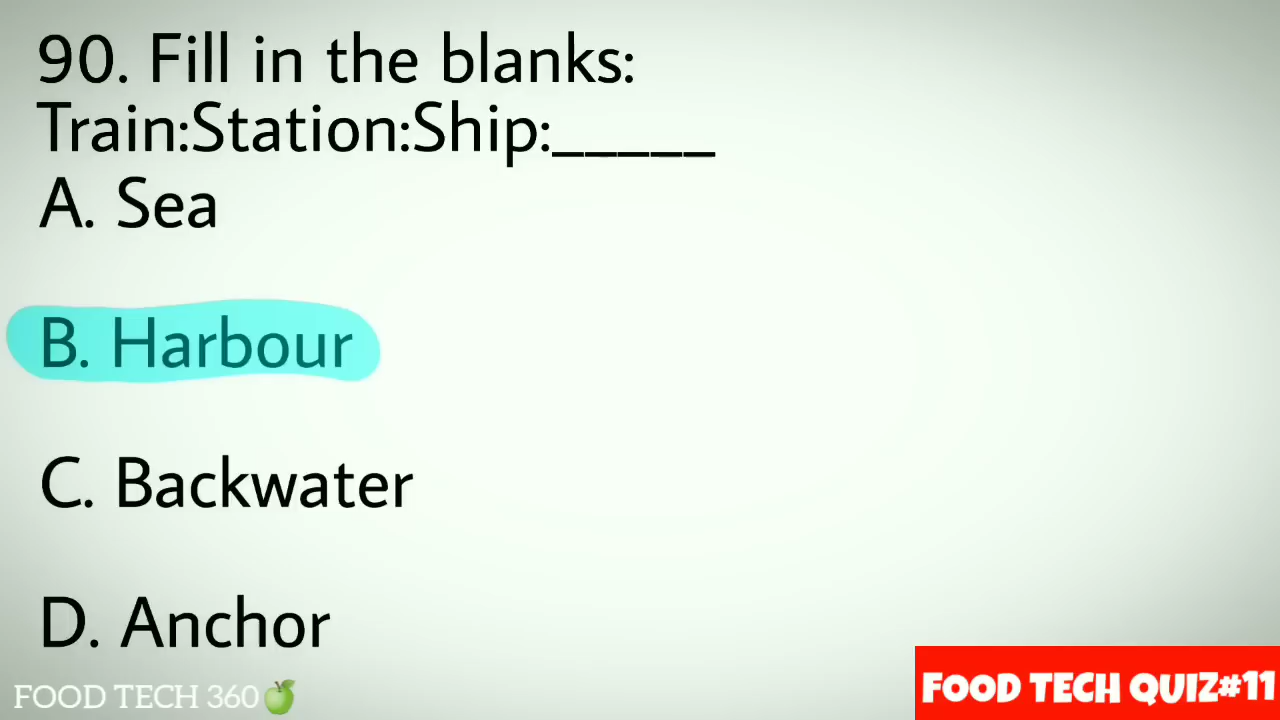 90. Fill in the blanks:
Train:Station:Ship:_____
A. Sea
B. Harbour
C. Backwater
D. Anchor
FOOD TECH 360
FOOD TECH QUIZ#11